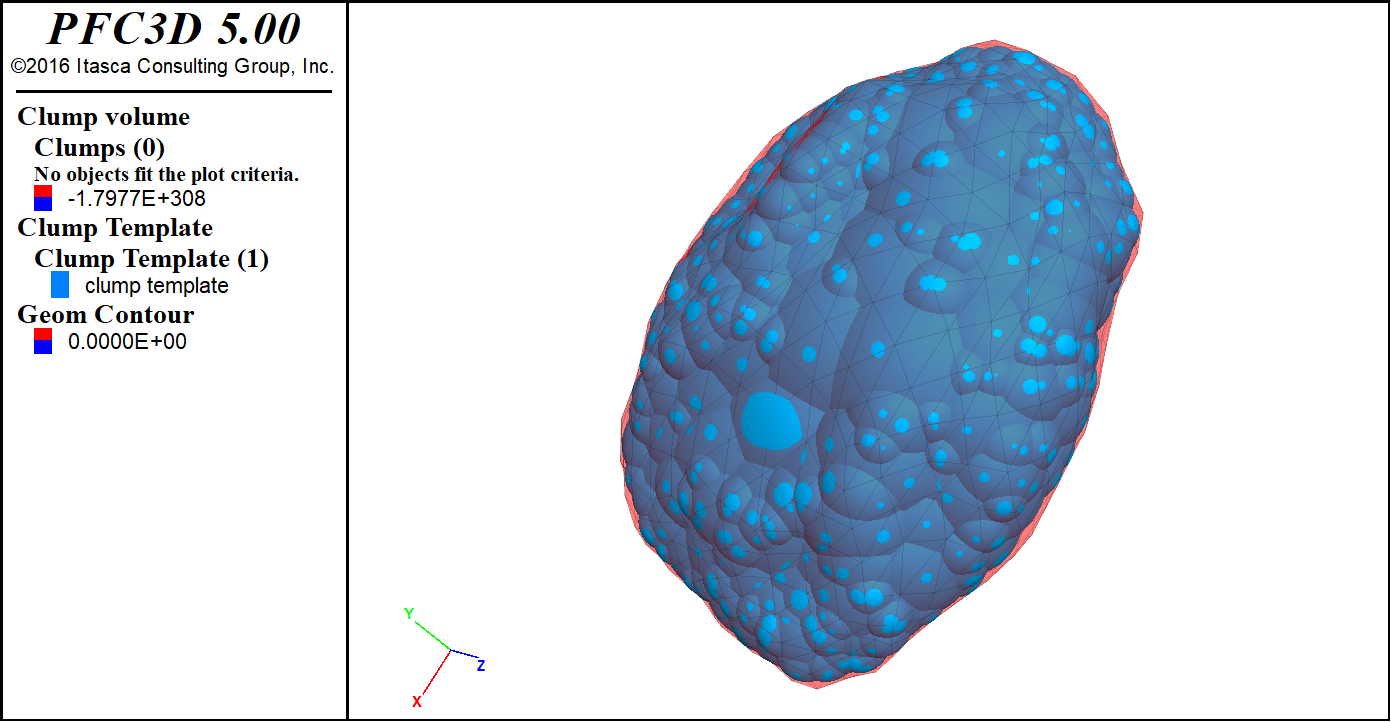 PFC3D 5.00
©2016 Itasca Consulting Group, Inc.
Clump volume
Clumps (0)
No objects fit the plot criteria.
-1.7977E+308
Clump Template
Clump Template (1)
clump template
Geom Contour
0.0000E+00
Y
Z
X